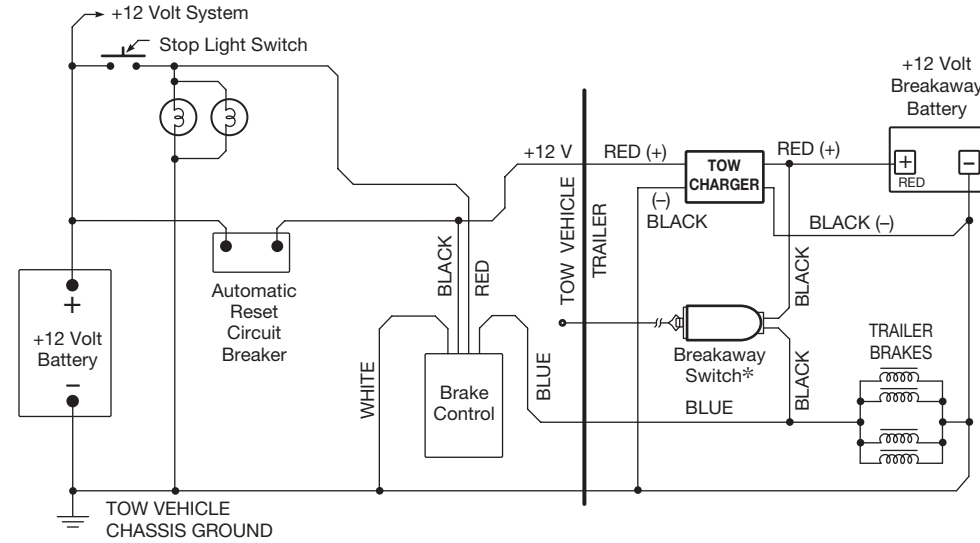 +12 Volt System
Stop Light Switch
+12 Volt
Breakaway
Battery
+12 V
RED (+)
TOW
CHARGER
RED (+)
+
−
RED
(−)
BLACK
BLACK (−)
TOW VEHICLE
TRAILER
BLACK
RED
Automatic
Reset
Circuit
Breaker
+
+12 Volt
Battery
−
WHITE
Brake
Control
BLUE
Breakaway
Switch*
BLACK
BLACK
BLUE
TRAILER
BRAKES
TOW VEHICLE
CHASSIS GROUND